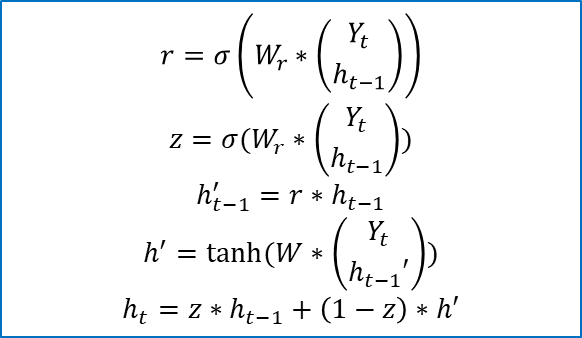 r = σ(W_r * (Y_t h_{t−1}))
z = σ(W_r * (Y_t h_{t−1}))
h′_{t−1} = r * h_{t−1}
h′ = tanh(W * (Y_t h_{t−1}′))
h_t = z * h_{t−1} + (1 − z) * h′